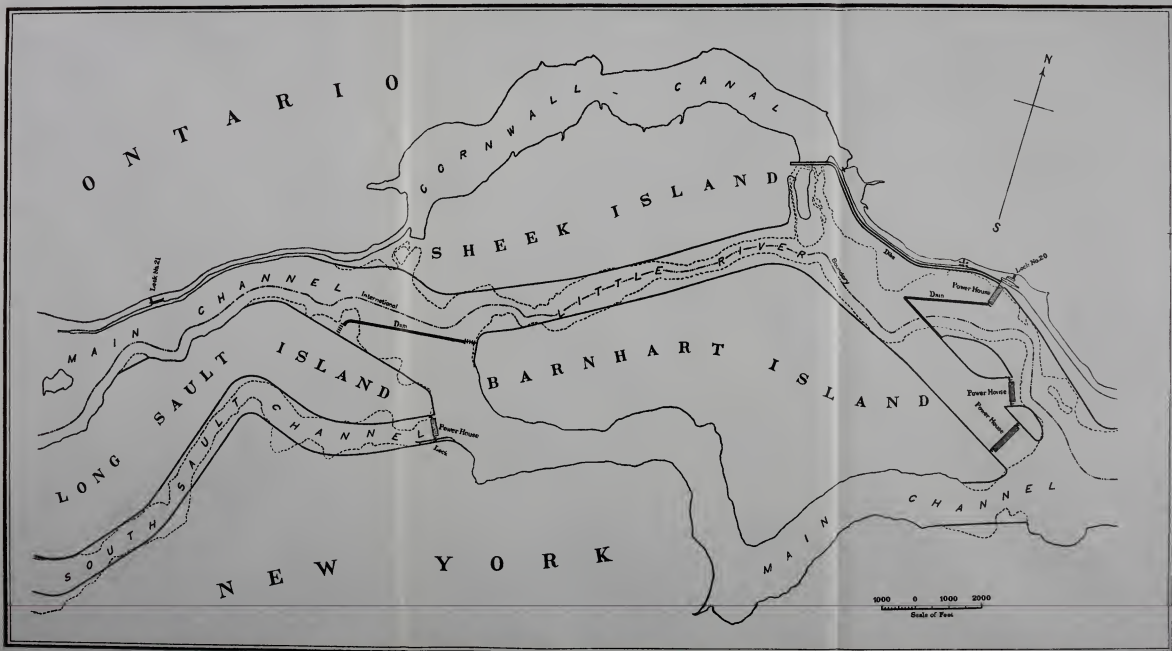 ONTARIO
CORNWALL CANAL
N
S
SHEEK ISLAND
Lock No. 21
MAIN CHANNEL
International
Boundary
LITTLE RIVER
Dam
Dam
Dam
Lock No. 20
Power House
LONG SAULT ISLAND
BARNHART ISLAND
Power House
Power House
SOUTH SAULT CHANNEL
Power House
Lock
NEW YORK
MAIN CHANNEL
1000 0 1000 2000
Scale of Feet